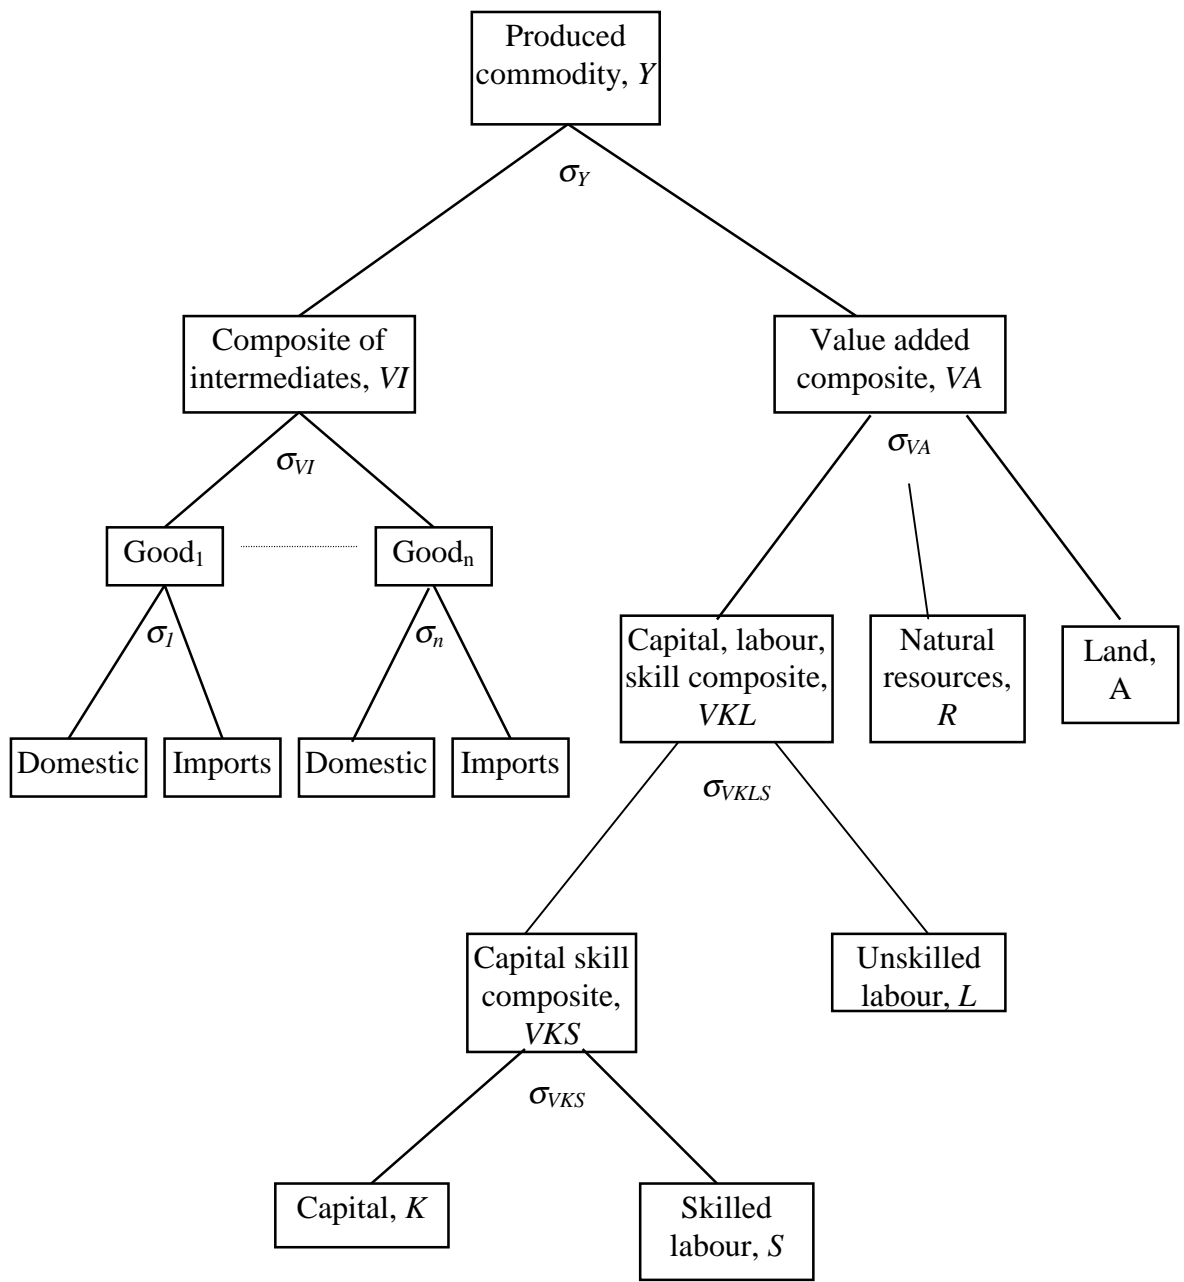 Produced
commodity, Y
σY
Composite of
intermediates, VI
Value added
composite, VA
σVI
σVA
Good1
Goodn
σ1
σn
Capital, labour,
skill composite,
VKL
Natural
resources,
R
Land,
A
Domestic
Imports
Domestic
Imports
σVKLS
Capital skill
composite,
VKS
Unskilled
labour, L
σVKS
Capital, K
Skilled
labour, S